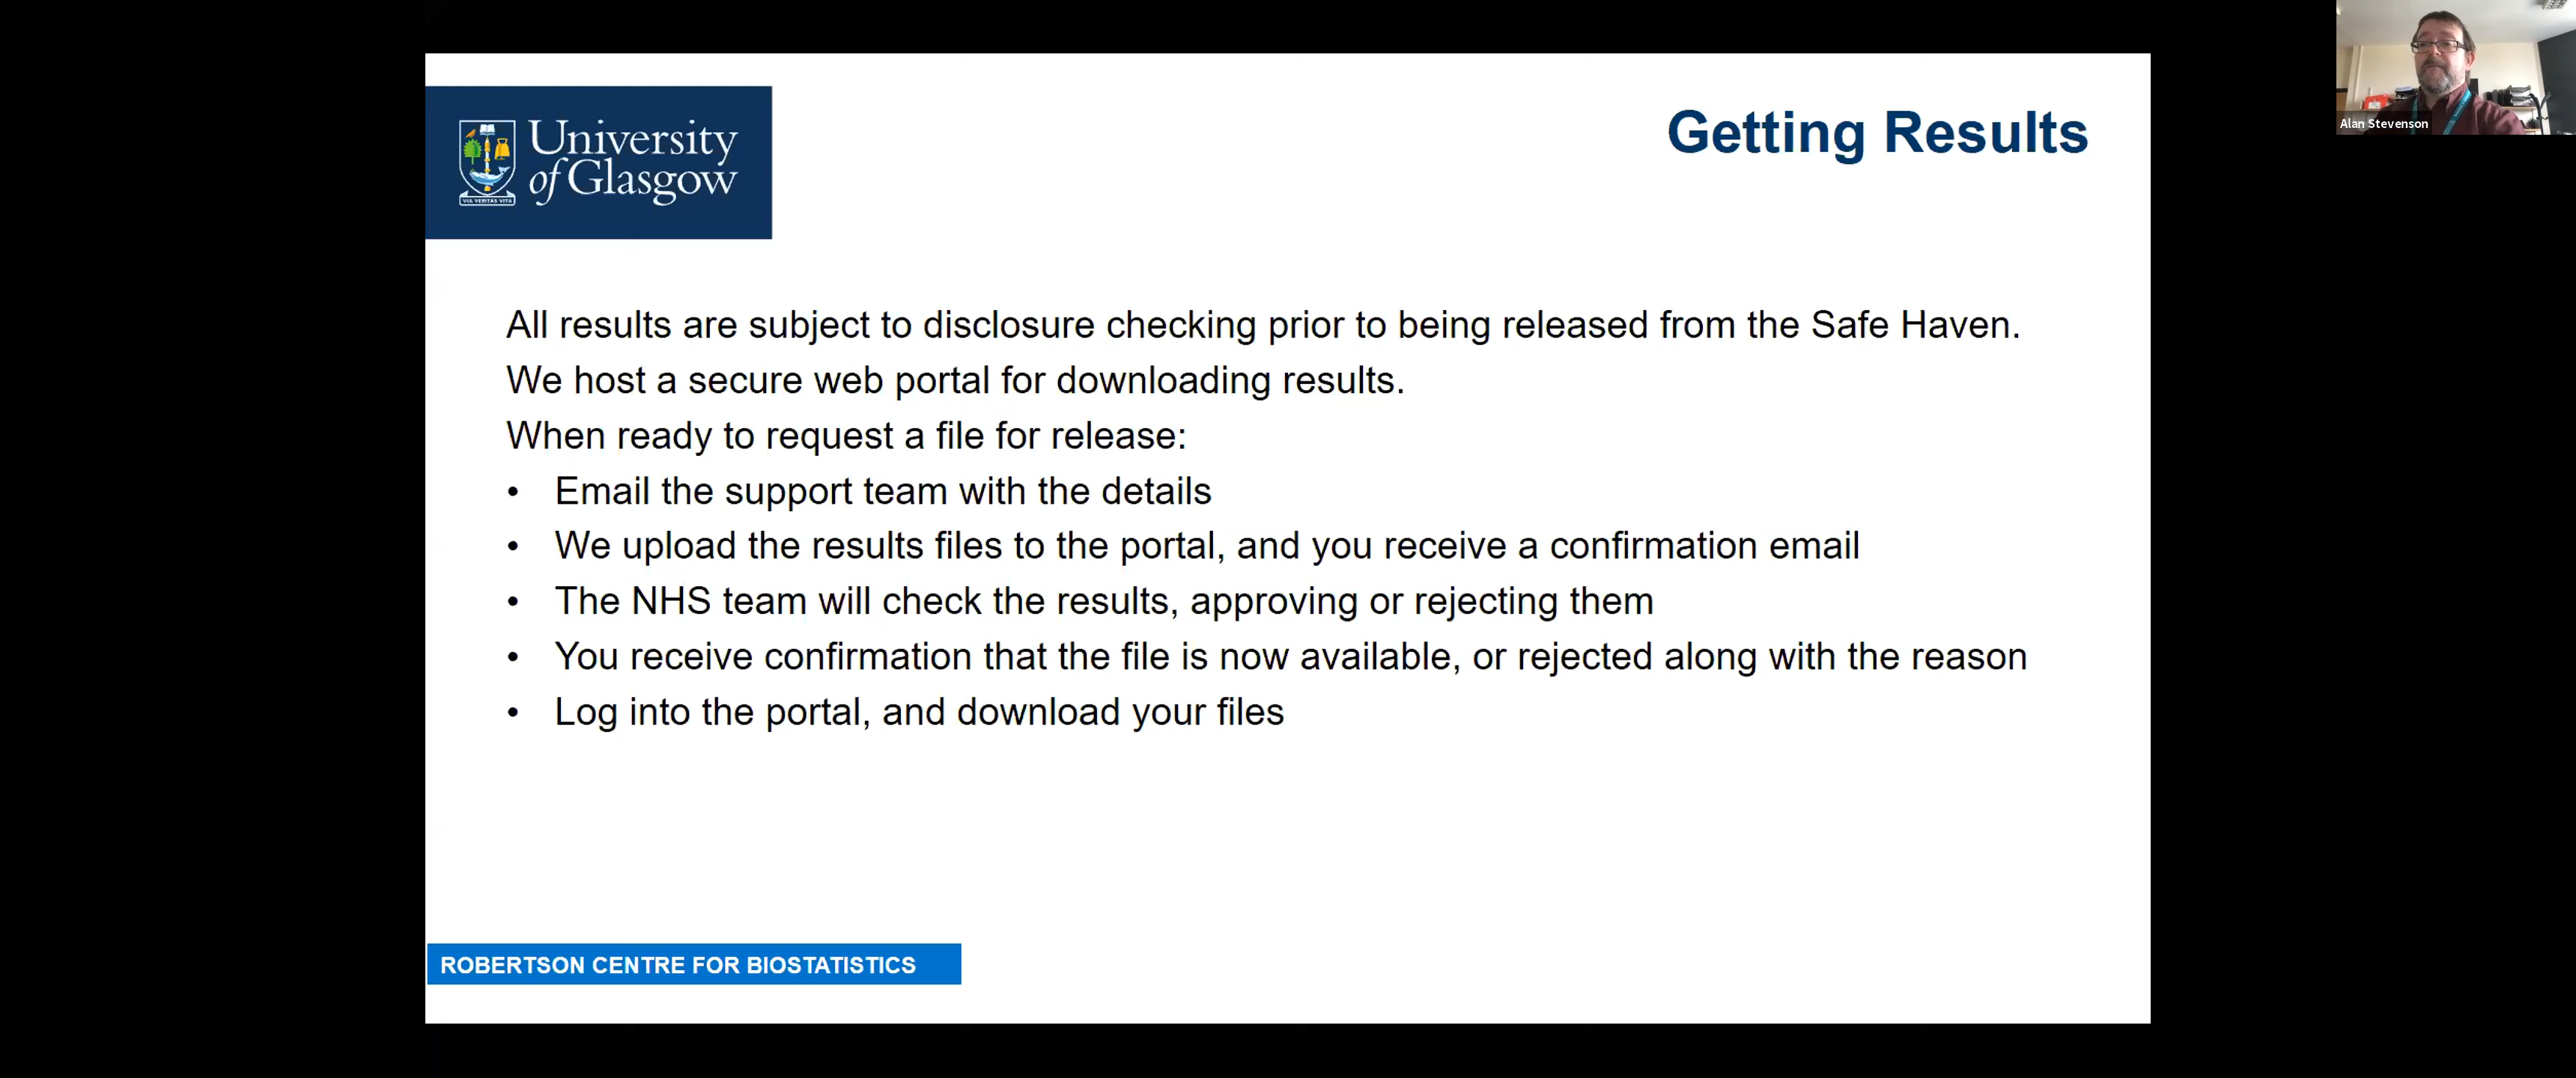 University
of Glasgow
VIA VERITAS VITA
Getting Results
Alan Stevenson
All results are subject to disclosure checking prior to being released from the Safe Haven.
We host a secure web portal for downloading results.
When ready to request a file for release:
• Email the support team with the details
• We upload the results files to the portal, and you receive a confirmation email
• The NHS team will check the results, approving or rejecting them
• You receive confirmation that the file is now available, or rejected along with the reason
• Log into the portal, and download your files
ROBERTSON CENTRE FOR BIOSTATISTICS